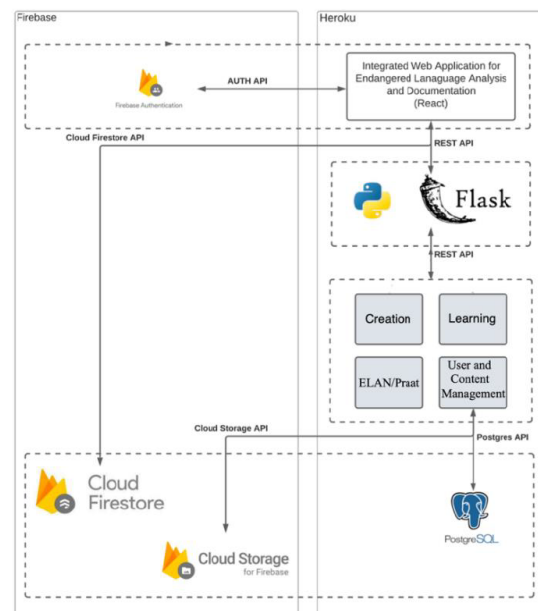 Firebase
Heroku
Integrated Web Application for
Endangered Lanaguage Analysis
and Documentation
(React)
AUTH API
Firebase Authentication
Cloud Firestore API
REST API
Flask
REST API
Creation
Learning
ELAN/Praat
User and
Content
Management
Cloud Storage API
Postgres API
Cloud
Firestore
PostgreSQL
Cloud Storage
for Firebase